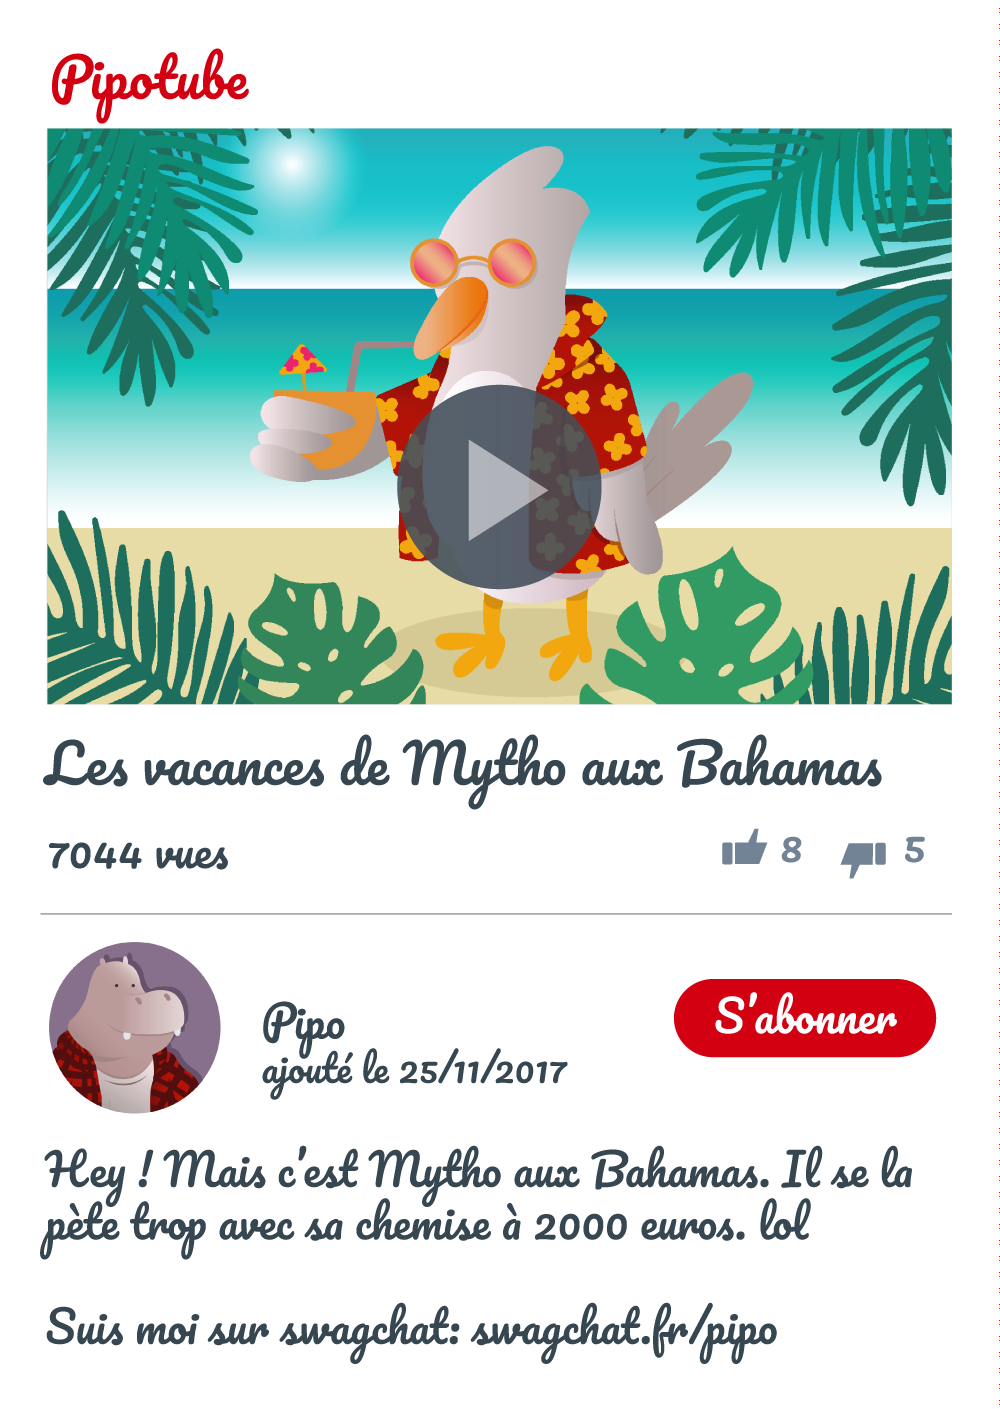 Pipotube
Les vacances de Mytho aux Bahamas
7044 vues
8 5
Pipo
S'abonner
ajouté le 25/11/2017
Hey ! Mais c'est Mytho aux Bahamas. Il se la
pète trop avec sa chemise à 2000 euros. lol
Suis moi sur swagchat: swagchat.fr/pipo